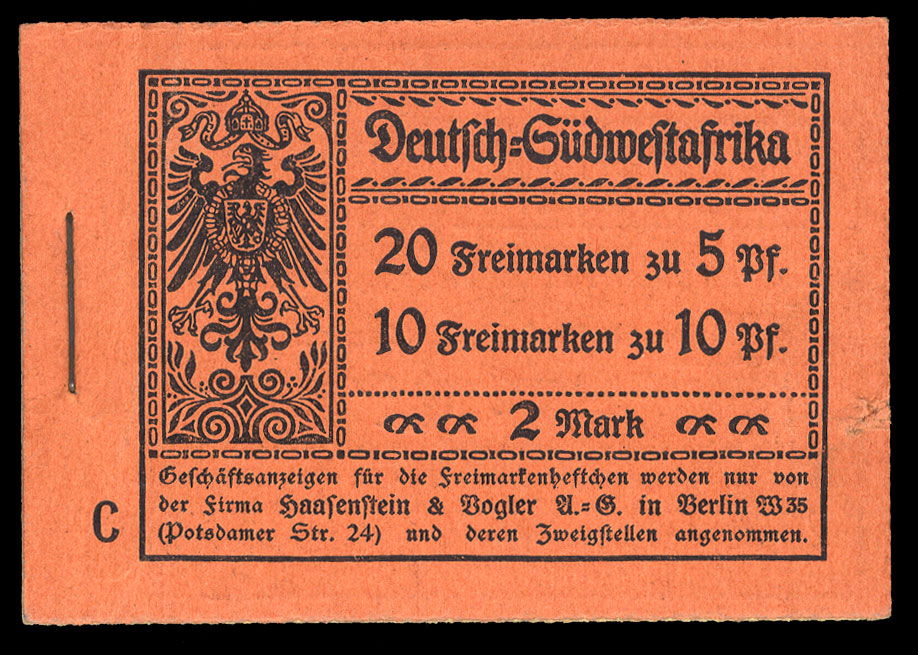 Deutsch=Südwestafrika
20 Freimarken zu 5 Pf.
10 Freimarken zu 10 Pf.
2 Mark
Geschäftsanzeigen für die Freimarkenheftchen werden nur von
der Firma Haasenstein & Vogler A.=G. in Berlin W 35
(Potsdamer Str. 24) und deren Zweigstellen angenommen.
C